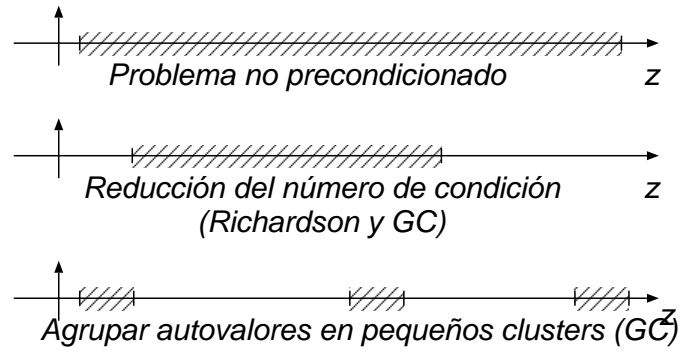 Problema no precondicionado z
Reducción del número de condición z
(Richardson y GC)
z
Agrupar autovalores en pequeños clusters (GC)